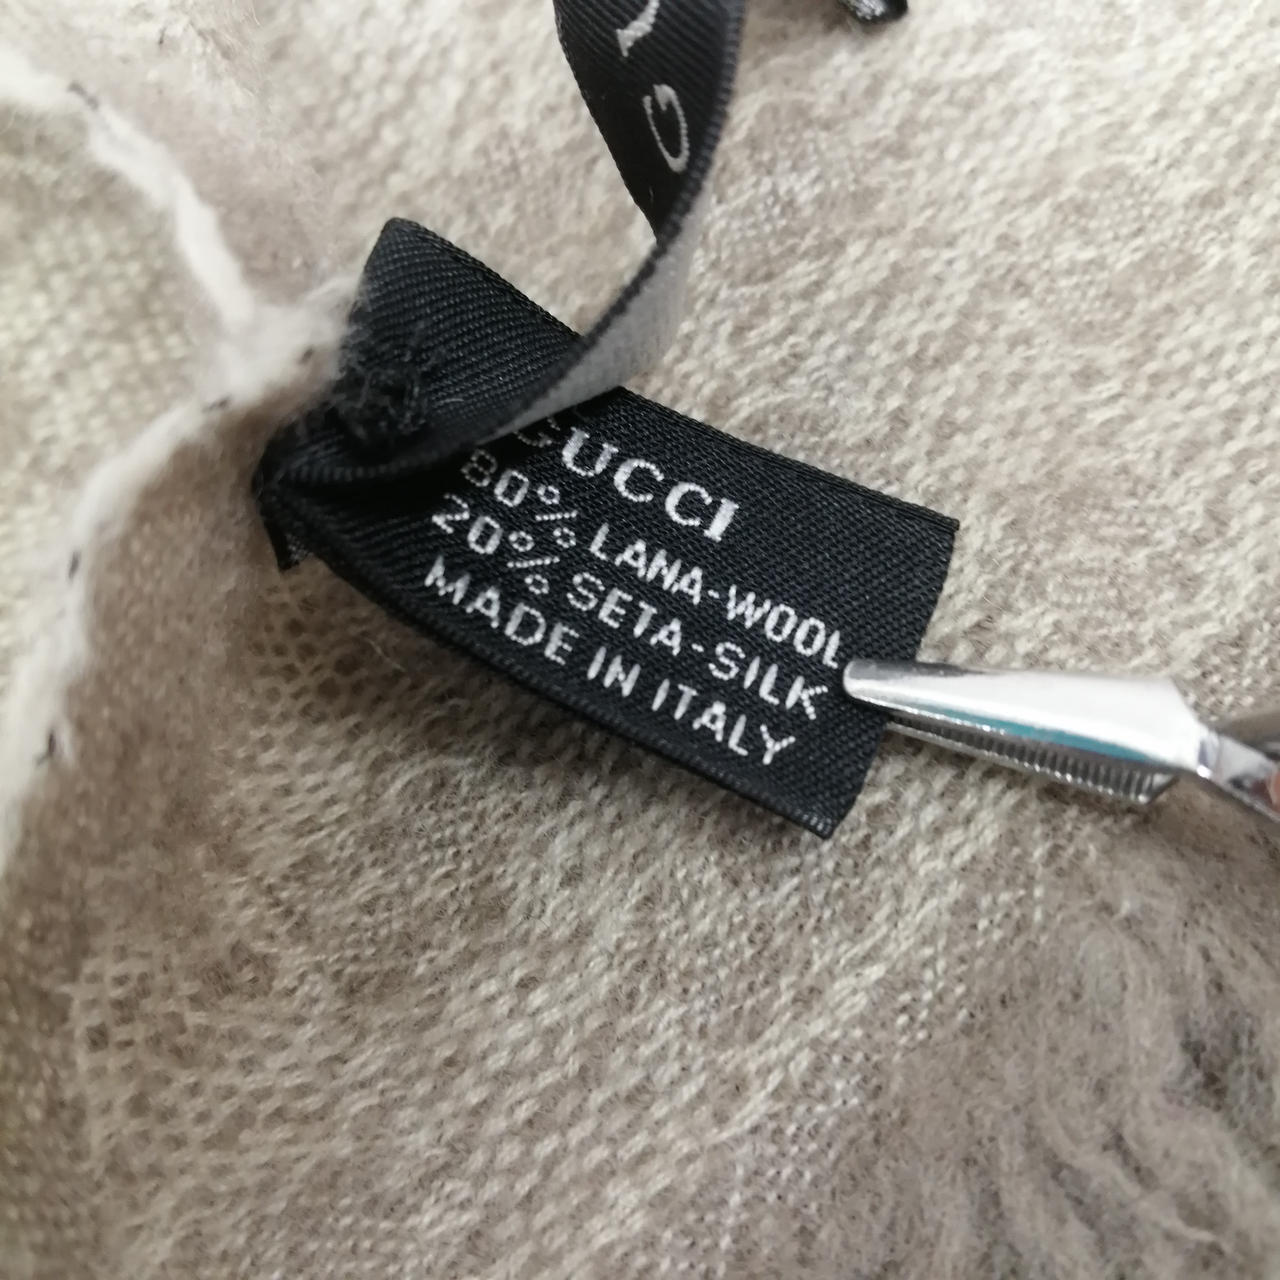 GUCCI
80% LANA-WOOL
20% SETA-SILK
MADE IN ITALY